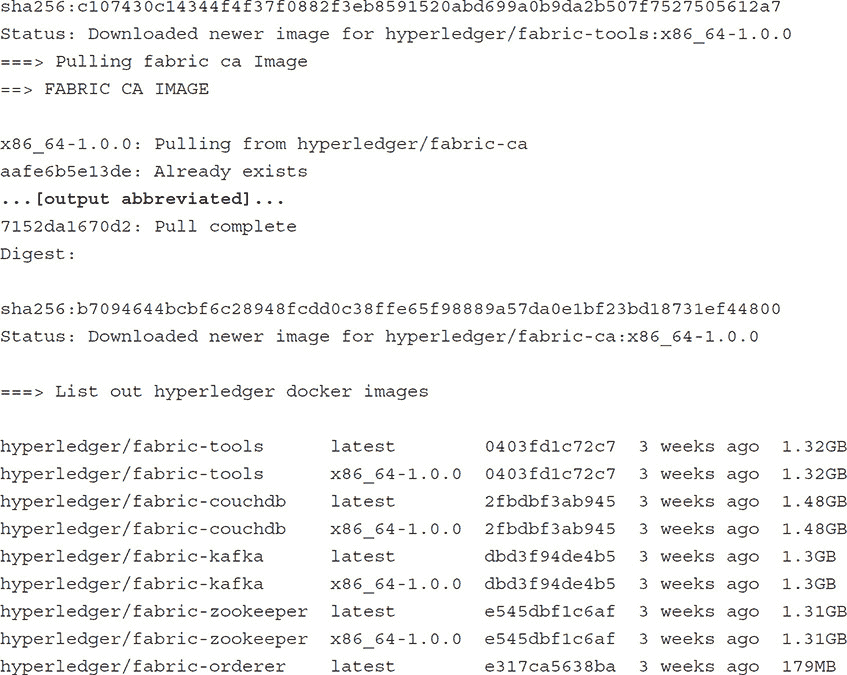 sha256:c107430c14344f4f37f0882f3eb8591520abd699a0b9da2b507f7527505612a7
Status: Downloaded newer image for hyperledger/fabric-tools:x86_64-1.0.0
===> Pulling fabric ca Image
==> FABRIC CA IMAGE
x86_64-1.0.0: Pulling from hyperledger/fabric-ca
aafe6b5e13de: Already exists
...[output abbreviated]...
7152da1670d2: Pull complete
Digest:
sha256:b7094644bcbf6c28948fcdd0c38ffe65f98889a57da0e1bf23bd18731ef44800
Status: Downloaded newer image for hyperledger/fabric-ca:x86_64-1.0.0
===> List out hyperledger docker images
hyperledger/fabric-tools latest 0403fd1c72c7 3 weeks ago 1.32GB
hyperledger/fabric-tools x86_64-1.0.0 0403fd1c72c7 3 weeks ago 1.32GB
hyperledger/fabric-couchdb latest 2fbdbf3ab945 3 weeks ago 1.48GB
hyperledger/fabric-couchdb x86_64-1.0.0 2fbdbf3ab945 3 weeks ago 1.48GB
hyperledger/fabric-kafka latest dbd3f94de4b5 3 weeks ago 1.3GB
hyperledger/fabric-kafka x86_64-1.0.0 dbd3f94de4b5 3 weeks ago 1.3GB
hyperledger/fabric-zookeeper latest e545dbf1c6af 3 weeks ago 1.31GB
hyperledger/fabric-zookeeper x86_64-1.0.0 e545dbf1c6af 3 weeks ago 1.31GB
hyperledger/fabric-orderer latest e317ca5638ba 3 weeks ago 179MB